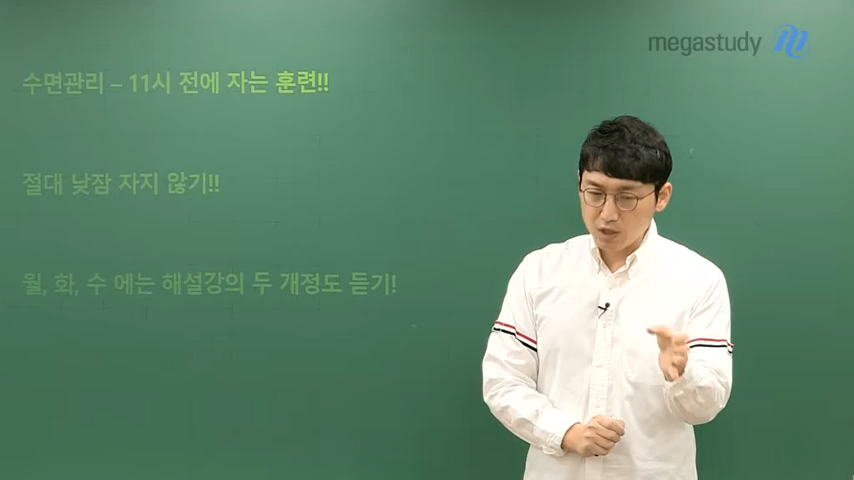 megastudy
수면관리 – 11시 전에 자는 훈련!!
절대 낮잠 자지 않기!!
월, 화, 수 에는 해설강의 두 개정도 듣기!